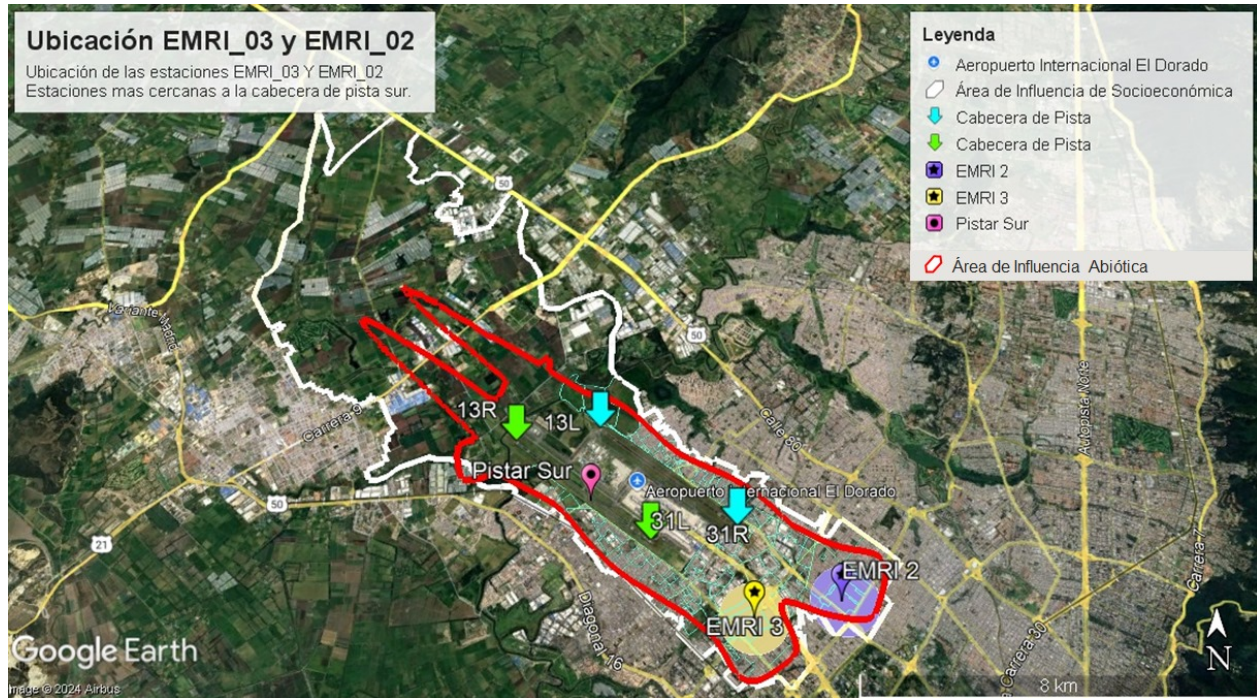 Ubicación EMRI_03 y EMRI_02
Ubicación de las estaciones EMRI_03 Y EMRI_02
Estaciones mas cercanas a la cabecera de pista sur.
Leyenda
Aeropuerto Internacional El Dorado
Área de Influencia de Socioeconómica
Cabecera de Pista
Cabecera de Pista
EMRI 2
EMRI 3
Pistar Sur
Área de Influencia Abiótica
50
Variante Madrid
50
Autopista Norte
Carrera 9
13R
13L
Calle 80
Pistar Sur
Aeropuerto Internacional El Dorado
50
31L
31R
21
Carrera 7
EMRI 2
EMRI 3
Diagonal 16
Carrera 30
N
Google Earth
Image © 2024 Airbus
8 km